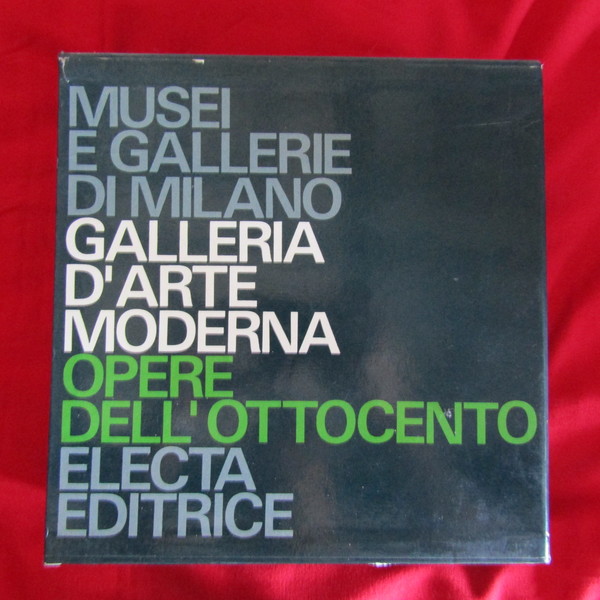 MUSEI
E GALLERIE
DI MILANO
GALLERIA
D'ARTE
MODERNA
OPERE
DELL'OTTOCENTO
ELECTA
EDITRICE